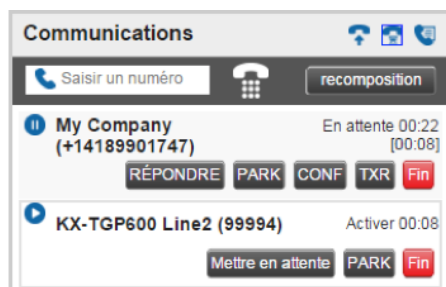 Communications
Saisir un numéro
recomposition
My Company
(+14189901747)
En attente 00:22
[00:08]
RÉPONDRE PARK CONF TXR Fin
KX-TGP600 Line2 (99994)
Activer 00:08
Mettre en attente PARK Fin